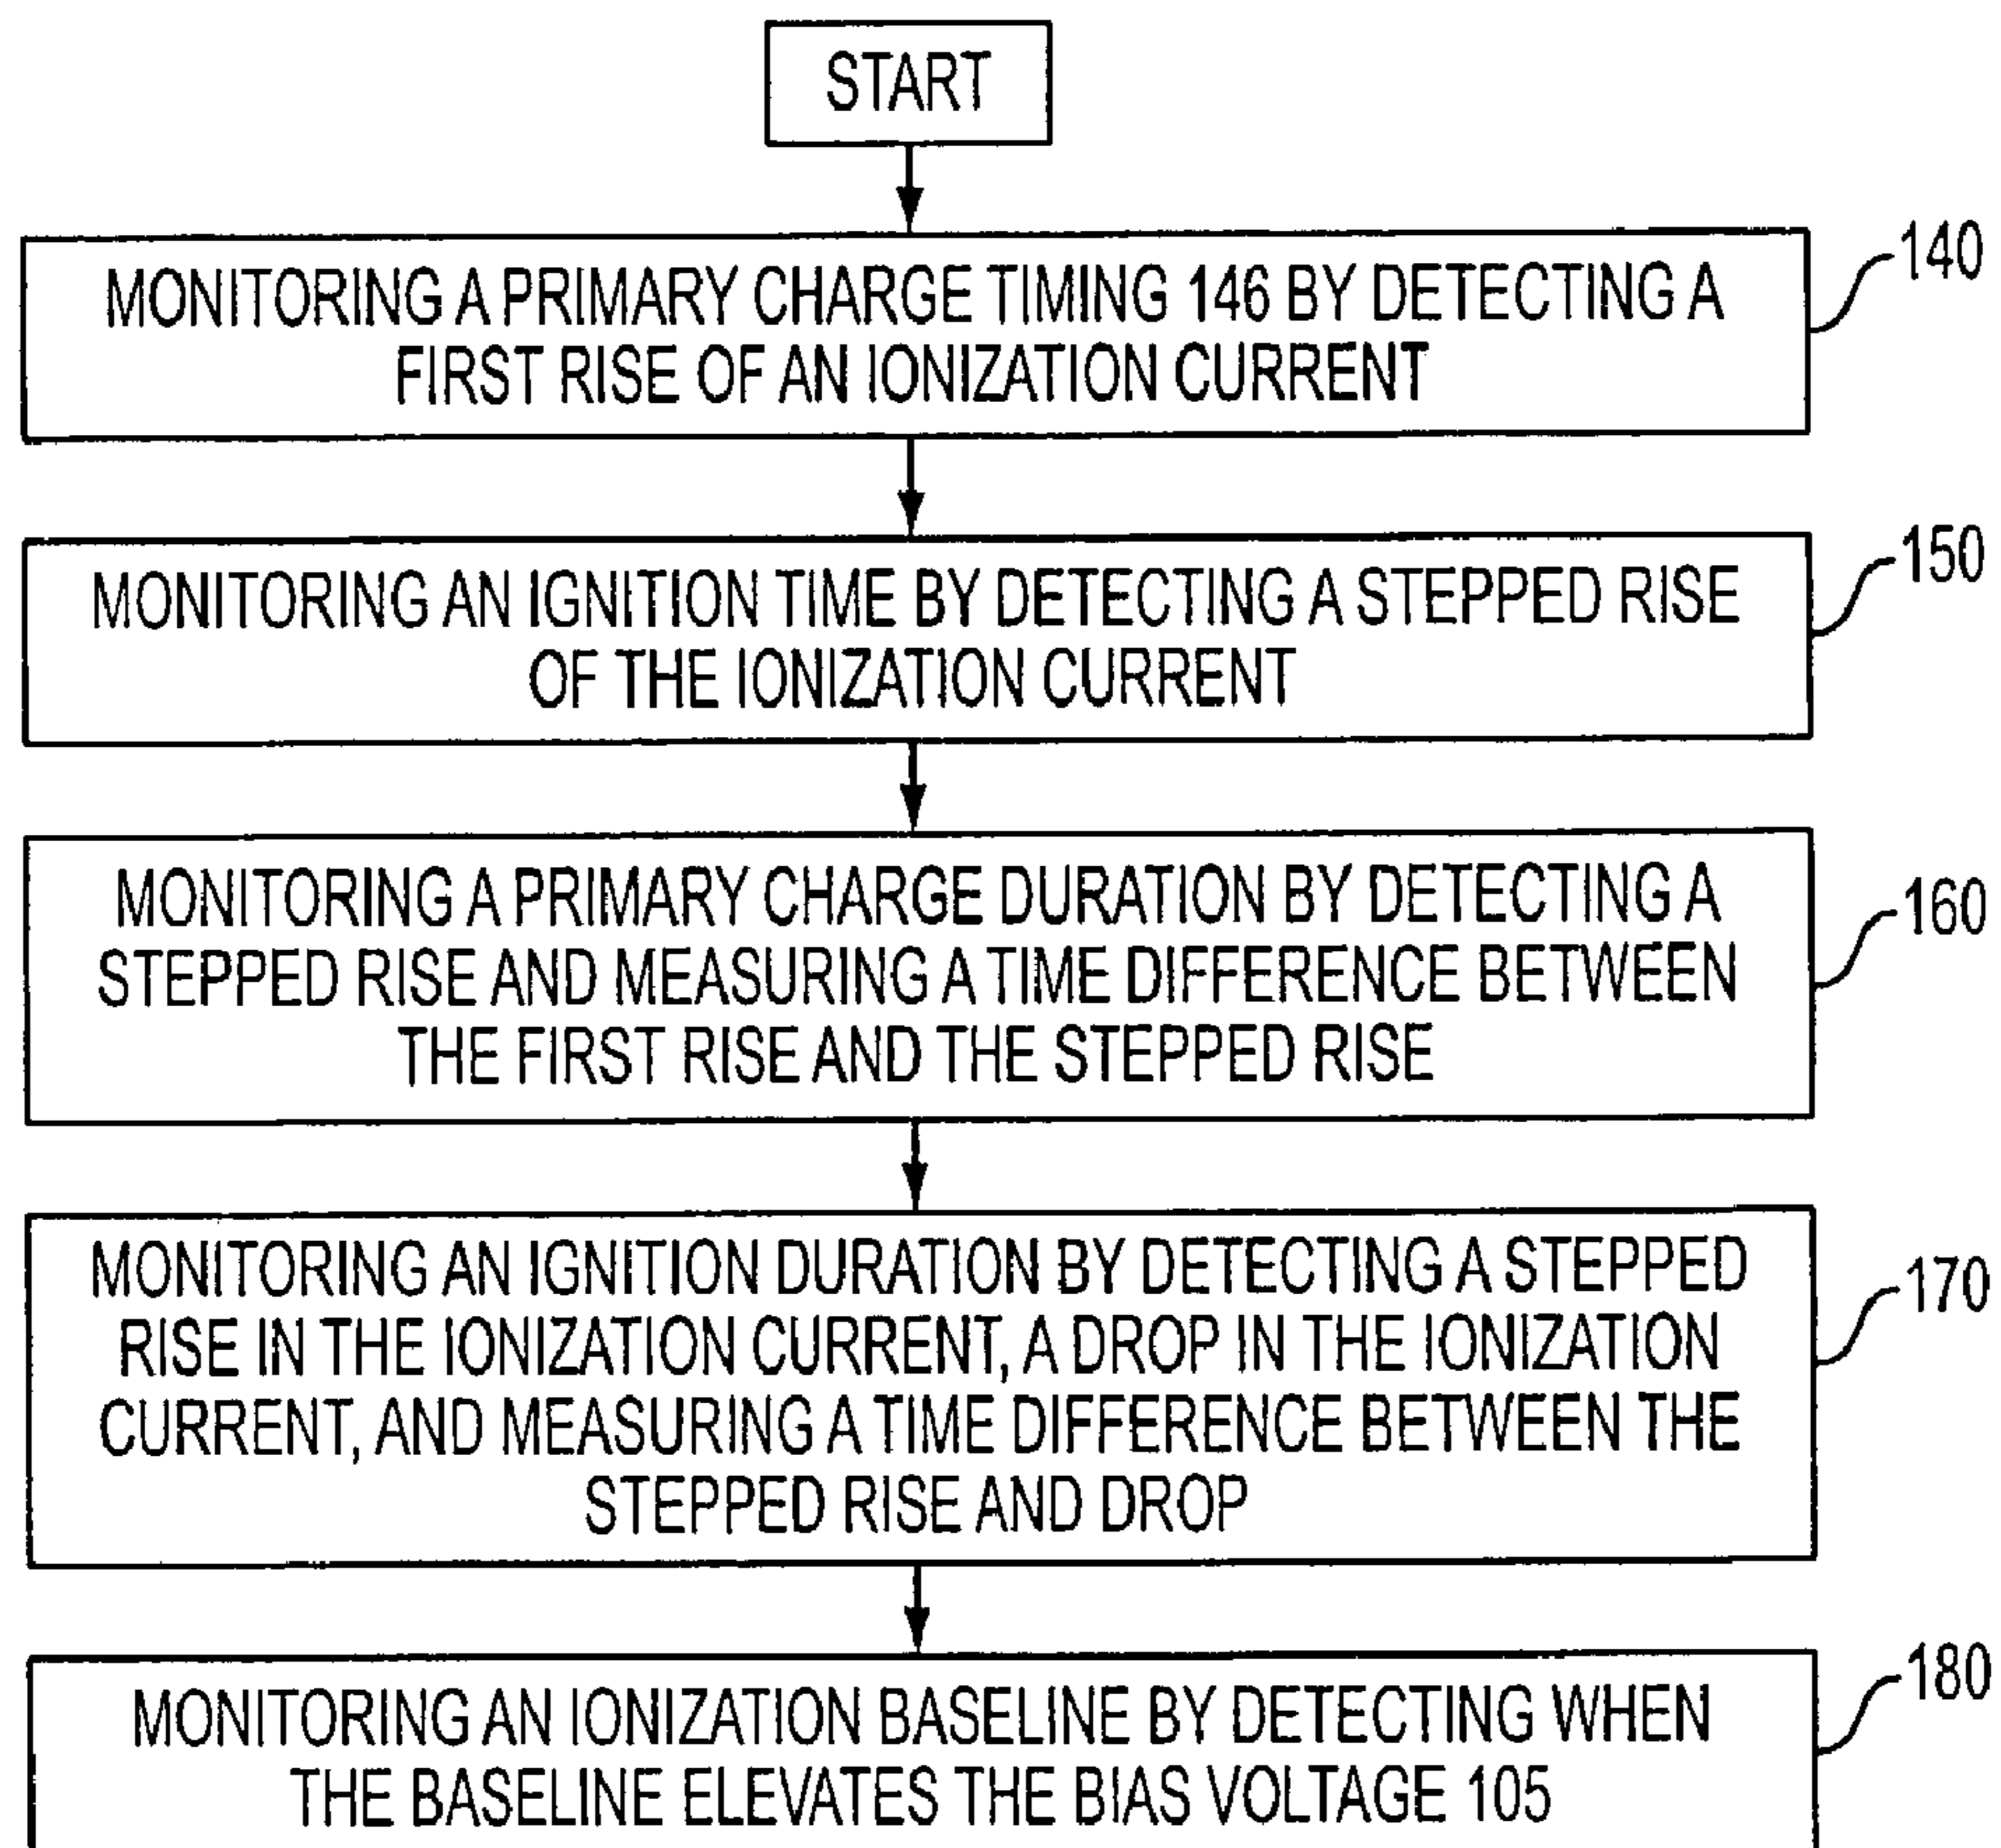 START
140
MONITORING A PRIMARY CHARGE TIMING 146 BY DETECTING A
FIRST RISE OF AN IONIZATION CURRENT
150
MONITORING AN IGNITION TIME BY DETECTING A STEPPED RISE
OF THE IONIZATION CURRENT
160
MONITORING A PRIMARY CHARGE DURATION BY DETECTING A
STEPPED RISE AND MEASURING A TIME DIFFERENCE BETWEEN
THE FIRST RISE AND THE STEPPED RISE
170
MONITORING AN IGNITION DURATION BY DETECTING A STEPPED
RISE IN THE IONIZATION CURRENT, A DROP IN THE IONIZATION
CURRENT, AND MEASURING A TIME DIFFERENCE BETWEEN THE
STEPPED RISE AND DROP
180
MONITORING AN IONIZATION BASELINE BY DETECTING WHEN
THE BASELINE ELEVATES THE BIAS VOLTAGE 105